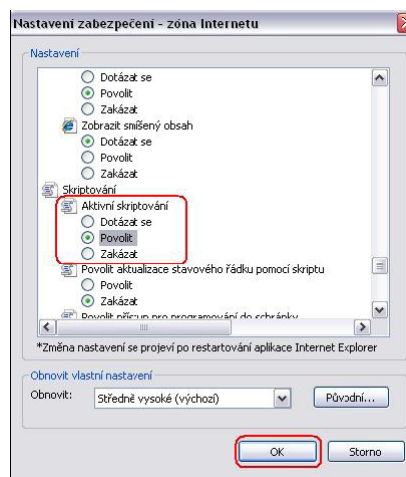 Nastavení zabezpečení - zóna Internetu
Nastavení
Dotázat se
Povolit
Zakázat
Zobrazit smíšený obsah
Dotázat se
Povolit
Zakázat
Skriptování
Aktivní skriptování
Dotázat se
Povolit
Zakázat
Povolit aktualizace stavového řádku pomocí skriptu
Povolit
Zakázat
Povolit přístup pro programování do schránky
*Změna nastavení se projeví po restartování aplikace Internet Explorer
Obnovit vlastní nastavení
Obnovit: Středně vysoké (výchozí) Původní...
OK Storno